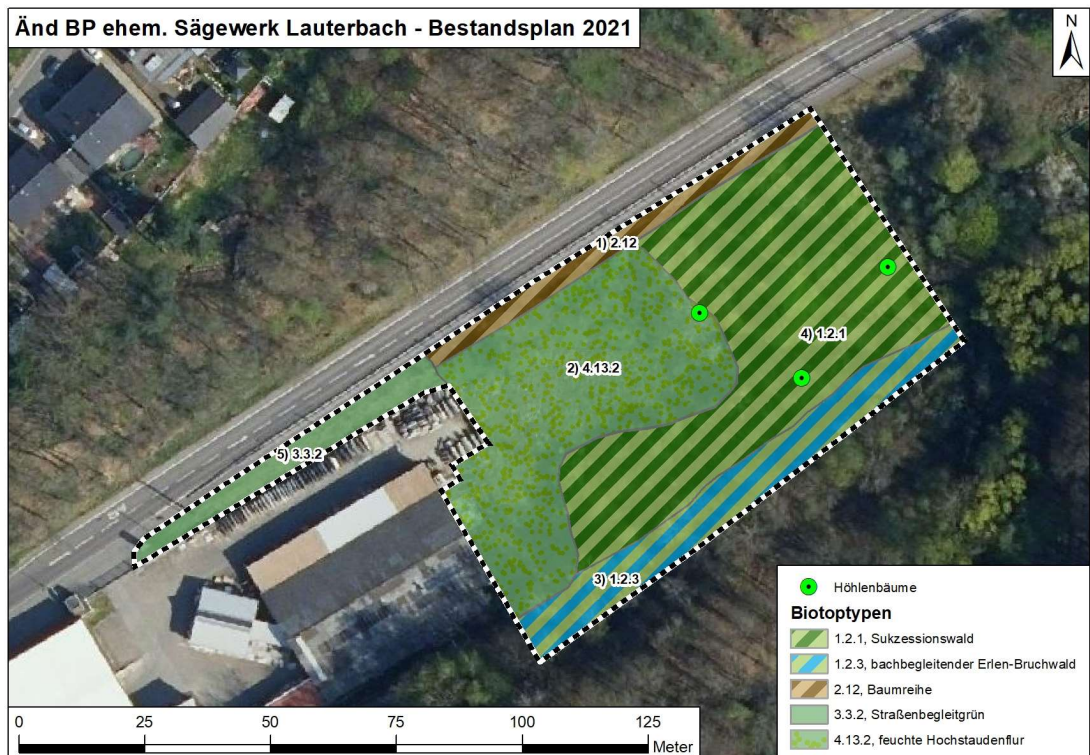 Änd BP ehem. Sägewerk Lauterbach - Bestandsplan 2021
N
1) 2.12
4) 1.2.1
2) 4.13.2
5) 3.3.2
3) 1.2.3
Höhlenbäume
Biotoptypen
1.2.1, Sukzessionswald
1.2.3, bachbegleitender Erlen-Bruchwald
2.12, Baumreihe
3.3.2, Straßenbegleitgrün
4.13.2, feuchte Hochstaudenflur
0 25 50 75 100 125
Meter